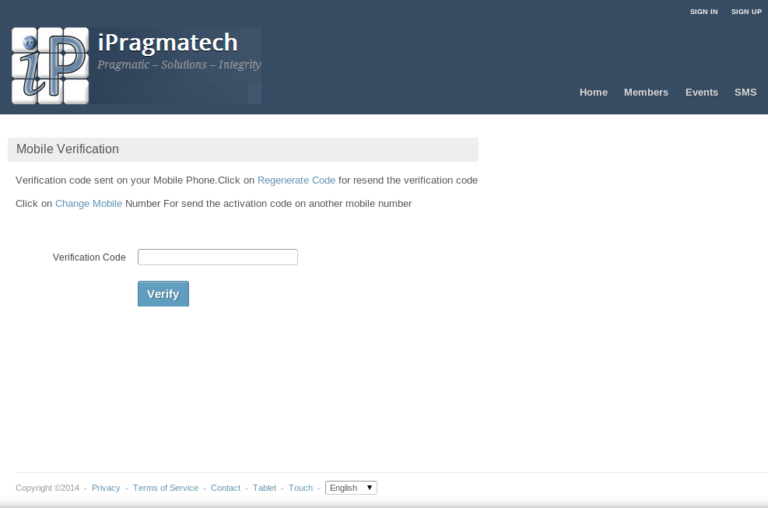 SIGN IN SIGN UP
iPragmatech
Pragmatic – Solutions – Integrity
iP
Home Members Events SMS
Mobile Verification
Verification code sent on your Mobile Phone.Click on Regenerate Code for resend the verification code
Click on Change Mobile Number For send the activation code on another mobile number
Verification Code
Verify
Copyright ©2014 - Privacy - Terms of Service - Contact - Tablet - Touch - English